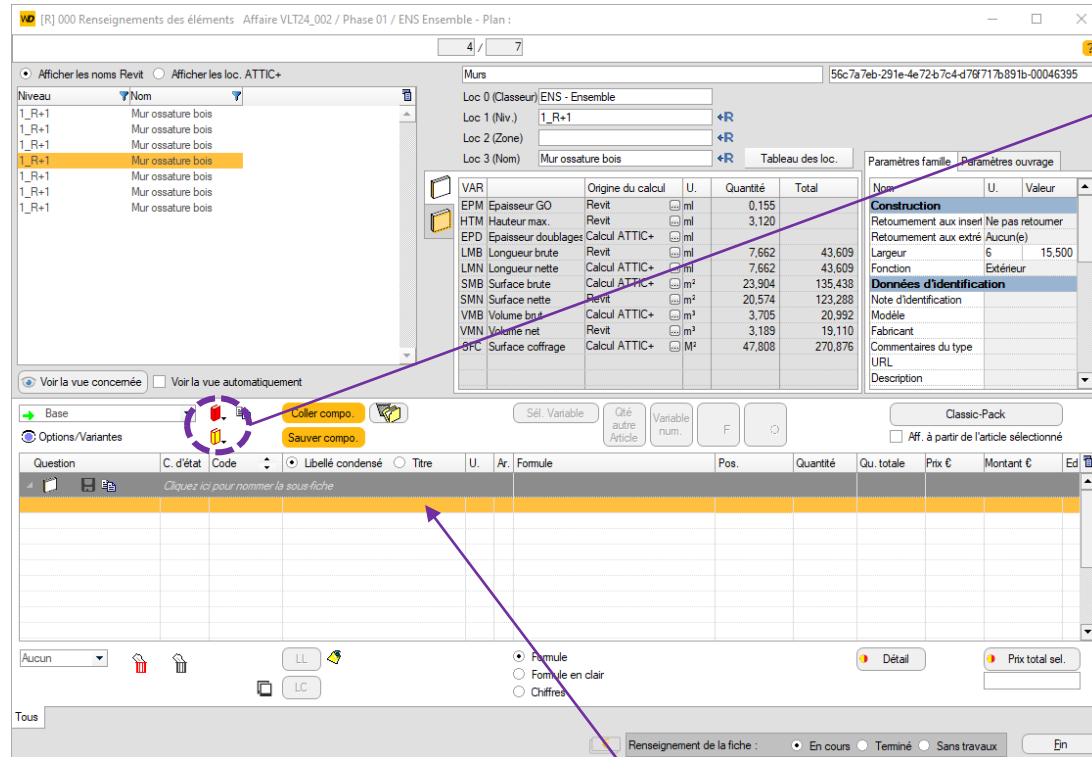 [R] 000 Renseignements des éléments Affaire VLT24_002 / Phase 01 / ENS Ensemble - Plan :
4 / 7
Afficher les noms Revit Afficher les loc. ATTIC+
Niveau Nom
1_R+1 Mur ossature bois
1_R+1 Mur ossature bois
1_R+1 Mur ossature bois
1_R+1 Mur ossature bois
1_R+1 Mur ossature bois
1_R+1 Mur ossature bois
1_R+1 Mur ossature bois
Voir la vue concernée Voir la vue automatiquement
Murs 56c7a7eb-291e-4e72-b7c4-d76f717b891b-00046395
Loc 0 (Classeur) ENS - Ensemble
Loc 1 (Niv.) 1_R+1 R
Loc 2 (Zone) R
Loc 3 (Nom) Mur ossature bois R Tableau des loc.
VAR Origine du calcul U. Quantité Total
EPM Epaisseur GO Revit ... ml 0,155
HTM Hauteur max. Revit ... ml 3,120
EPD Epaisseur doublages Calcul ATTIC+ ... ml
LMB Longueur brute Revit ... ml 7,662 43,609
LMN Longueur nette Calcul ATTIC+ ... ml 7,662 43,609
SMB Surface brute Calcul ATTIC+ ... m² 23,904 135,438
SMN Surface nette Revit ... m² 20,574 123,288
VMB Volume brut Calcul ATTIC+ ... m³ 3,705 20,992
VMN Volume net Revit ... m³ 3,189 19,110
SFC Surface coffrage Calcul ATTIC+ ... M² 47,808 270,876
Paramètres famille Paramètres ouvrage
Nom U. Valeur
Construction
Retournement aux insert Ne pas retourner
Retournement aux extré Aucun(e)
Largeur 6 15,500
Fonction Extérieur
Données d'identification
Note d'identification
Modèle
Fabricant
Commentaires du type
URL
Description
Base Coller compo. Sél. Variable Qté autre Article Variable num. F Classic-Pack
Options/Variantes Sauver compo. Aff. à partir de l'article sélectionné
Question C. d'état Code Libellé condensé Titre U. Ar. Formule Pos. Quantité Qu. totale Prix € Montant € Ed
Cliquez ici pour nommer la sous-fiche
Aucun LL Formule Détail Prix total sel.
Formule en clair
LC Chiffres
Tous
Renseignement de la fiche : En cours Terminé Sans travaux Fin